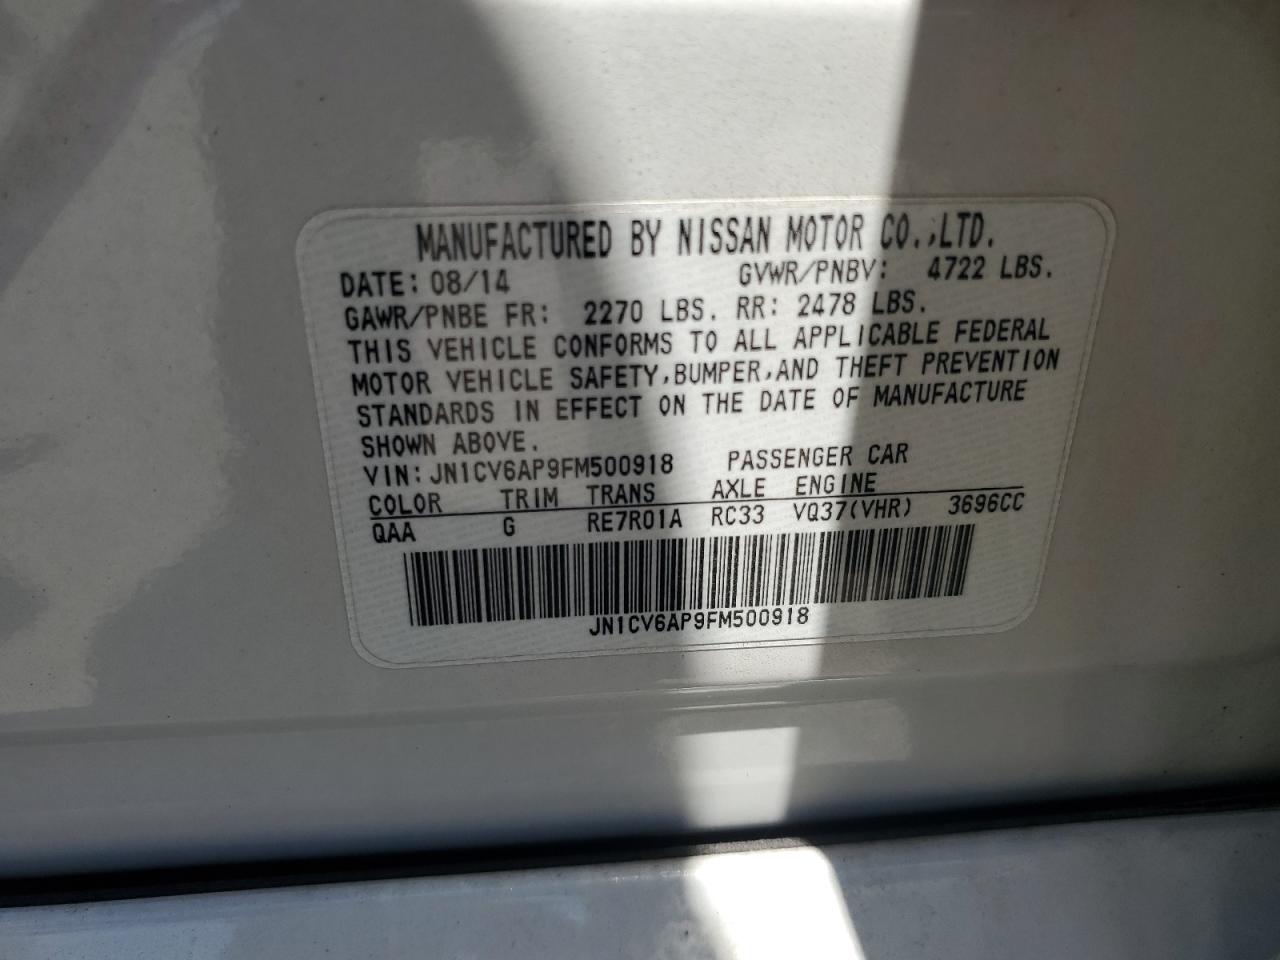 MANUFACTURED BY NISSAN MOTOR CO.,LTD.
DATE: 08/14 GVWR/PNBV: 4722 LBS.
GAWR/PNBE FR: 2270 LBS. RR: 2478 LBS.
THIS VEHICLE CONFORMS TO ALL APPLICABLE FEDERAL
MOTOR VEHICLE SAFETY,BUMPER,AND THEFT PREVENTION
STANDARDS IN EFFECT ON THE DATE OF MANUFACTURE
SHOWN ABOVE.
VIN: JN1CV6AP9FM500918 PASSENGER CAR
COLOR TRIM TRANS AXLE ENGINE
QAA G RE7R01A RC33 VQ37(VHR) 3696CC
JN1CV6AP9FM500918